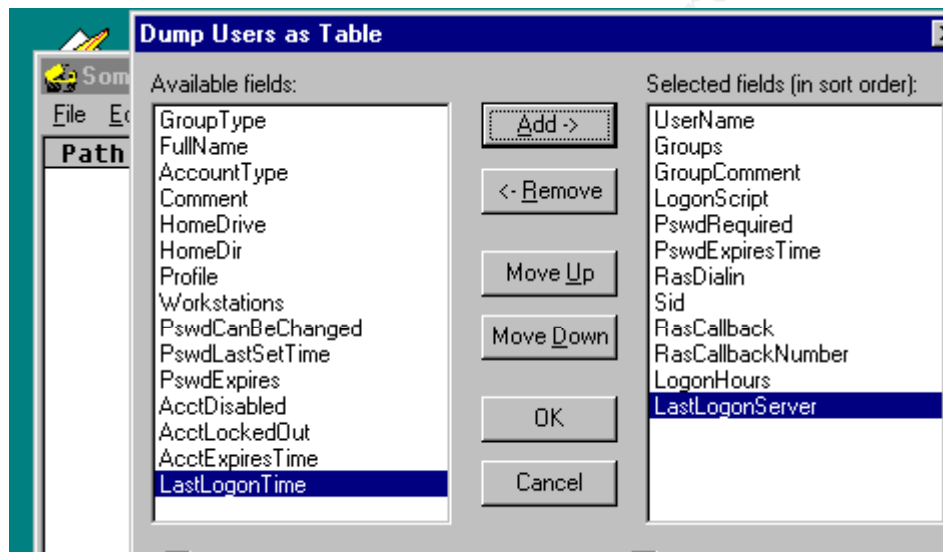 Dump Users as Table
Som
File Ed
Path
Available fields:
GroupType
FullName
AccountType
Comment
HomeDrive
HomeDir
Profile
Workstations
PswdCanBeChanged
PswdLastSetTime
PswdExpires
AcctDisabled
AcctLockedOut
AcctExpiresTime
LastLogonTime
Add ->
<- Remove
Move Up
Move Down
OK
Cancel
Selected fields (in sort order):
UserName
Groups
GroupComment
LogonScript
PswdRequired
PswdExpiresTime
RasDialin
Sid
RasCallback
RasCallbackNumber
LogonHours
LastLogonServer